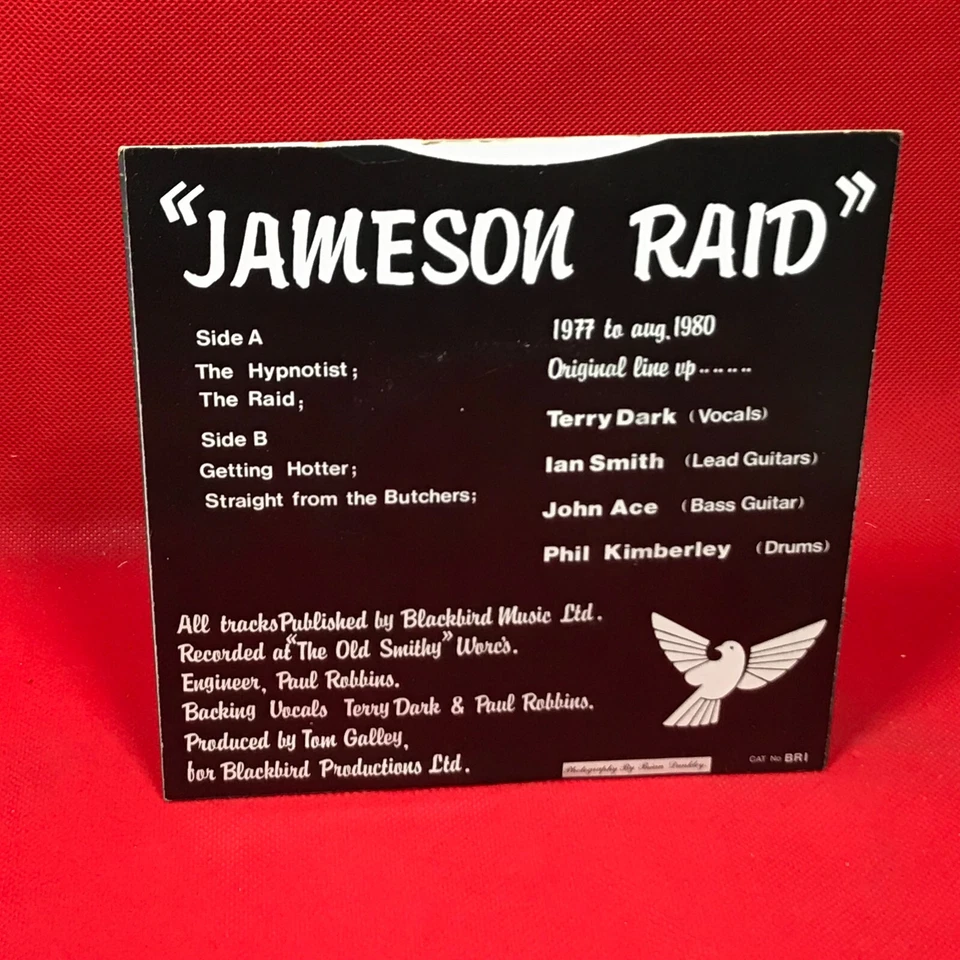 "JAMESON RAID"
Side A
The Hypnotist;
The Raid;
Side B
Getting Hotter;
Straight from the Butchers;
1977 to aug. 1980
Original line up ......
Terry Dark (Vocals)
Ian Smith (Lead Guitars)
John Ace (Bass Guitar)
Phil Kimberley (Drums)
All tracks Published by Blackbird Music Ltd.
Recorded at "The Old Smithy" Worc's.
Engineer, Paul Robbins.
Backing Vocals Terry Dark & Paul Robbins.
Produced by Tom Galley,
for Blackbird Productions Ltd.
Photography By Brian
CAT No BR1